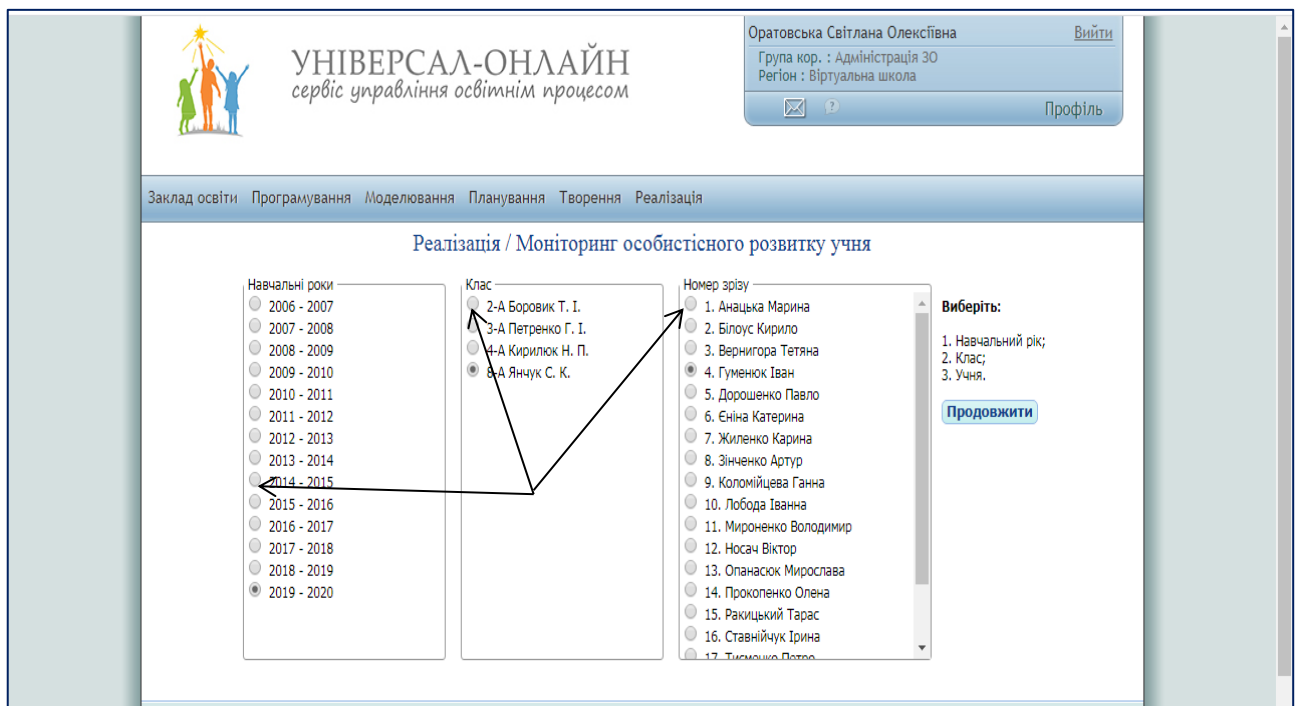 УНІВЕРСАЛ-ОНЛАЙН
сервіс управління освітнім процесом
Оратовська Світлана Олексіївна Вийти
Група кор. : Адміністрація ЗО
Регіон : Віртуальна школа
Профіль
Заклад освіти Програмування Моделювання Планування Творення Реалізація
Реалізація / Моніторинг особистісного розвитку учня
Навчальні роки
2006 - 2007
2007 - 2008
2008 - 2009
2009 - 2010
2010 - 2011
2011 - 2012
2012 - 2013
2013 - 2014
2014 - 2015
2015 - 2016
2016 - 2017
2017 - 2018
2018 - 2019
2019 - 2020
Клас
2-А Боровик Т. І.
3-А Петренко Г. І.
4-А Кирилюк Н. П.
8-А Янчук С. К.
Номер зрізу
1. Анацька Марина
2. Білоус Кирило
3. Вернигора Тетяна
4. Гуменюк Іван
5. Дорошенко Павло
6. Єніна Катерина
7. Жиленко Карина
8. Зінченко Артур
9. Коломійцева Ганна
10. Лобода Іванна
11. Мироненко Володимир
12. Носач Віктор
13. Опанасюк Мирослава
14. Прокопенко Олена
15. Ракицький Тарас
16. Ставнійчук Ірина
17.
Виберіть:
1. Навчальний рік;
2. Клас;
3. Учня.
Продовжити